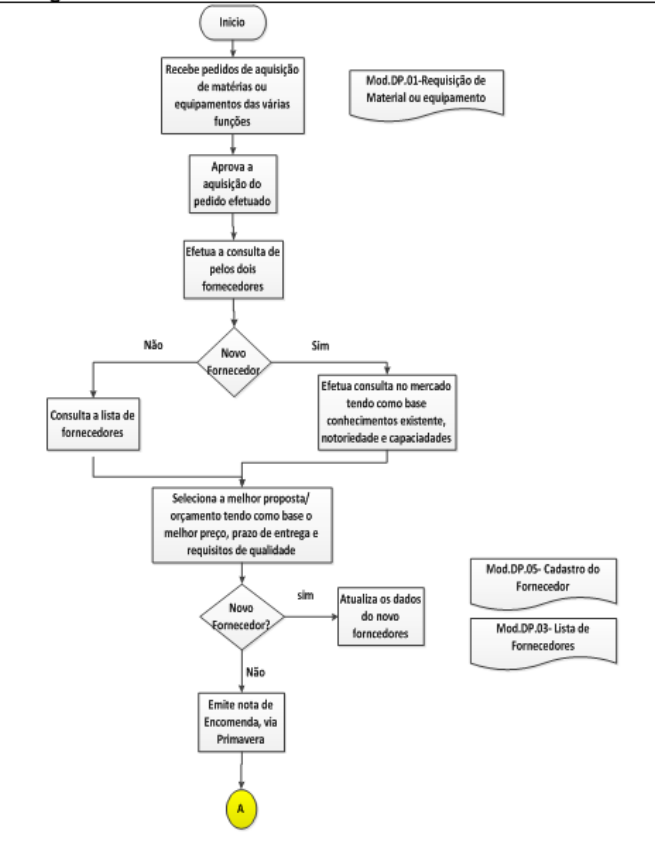 Inicio
Recebe pedidos de aquisição
de matérias ou
equipamentos das várias
funções
Mod.DP.01-Requisição de
Material ou equipamento
Aprova a
aquisição do
pedido efetuado
Efetua a consulta de
pelos dois
fornecedores
Não
Sim
Novo
Fornecedor
Consulta a lista de
fornecedores
Efetua consulta no mercado
tendo como base
conhecimentos existente,
notoriedade e capaciadades
Seleciona a melhor proposta/
orçamento tendo como base o
melhor preço, prazo de entrega e
requisitos de qualidade
Novo
Fornecedor?
sim
Atualiza os dados
do novo
forncedores
Mod.DP.05- Cadastro do
Fornecedor
Mod.DP.03- Lista de
Fornecedores
Não
Emite nota de
Encomenda, via
Primavera
A